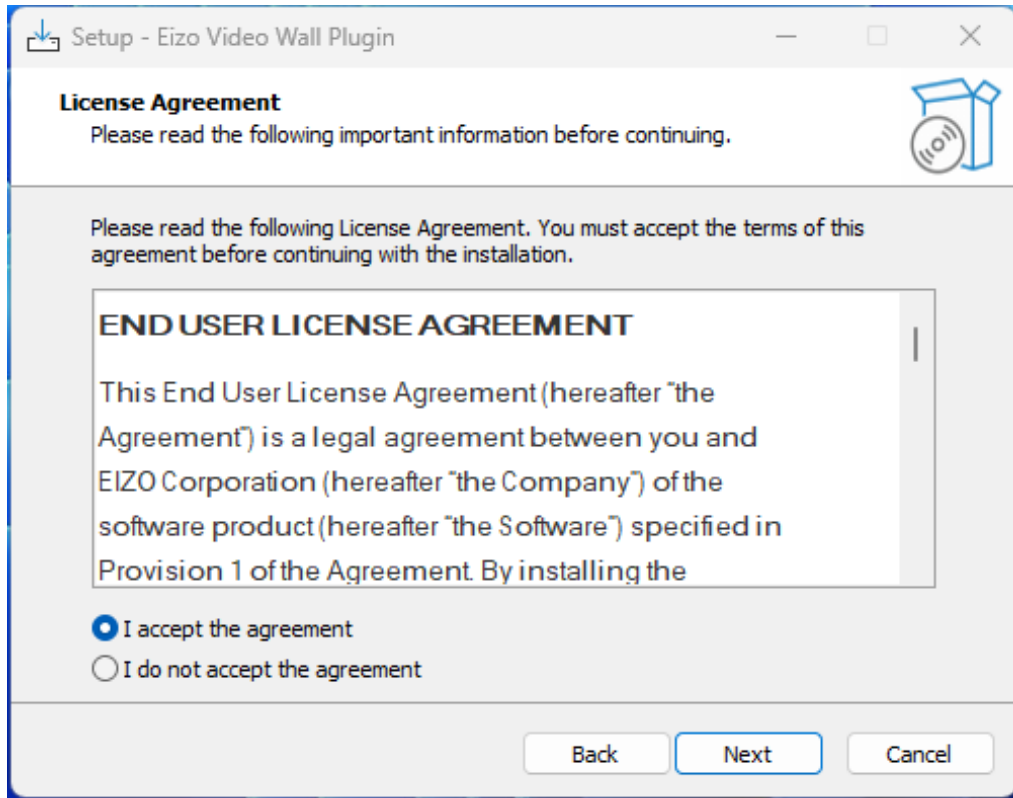 Setup - Eizo Video Wall Plugin
License Agreement
Please read the following important information before continuing.
Please read the following License Agreement. You must accept the terms of this
agreement before continuing with the installation.
END USER LICENSE AGREEMENT
This End User License Agreement (hereafter "the
Agreement") is a legal agreement between you and
EIZO Corporation (hereafter "the Company") of the
software product (hereafter "the Software") specified in
Provision 1 of the Agreement. By installing the
I accept the agreement
I do not accept the agreement
Back
Next
Cancel